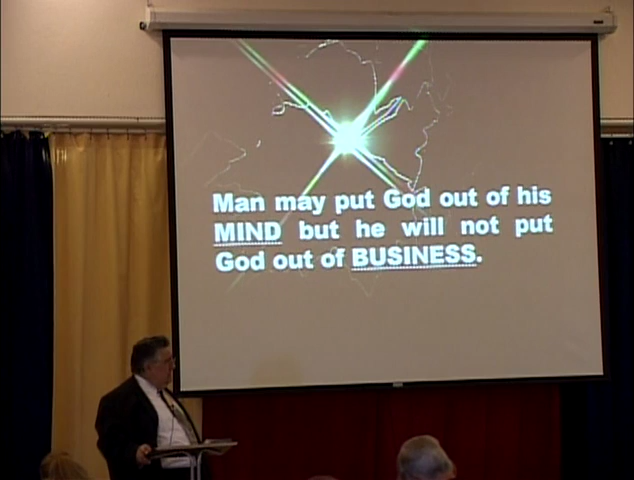 Man may put God out of his
MIND but he will not put
God out of BUSINESS.